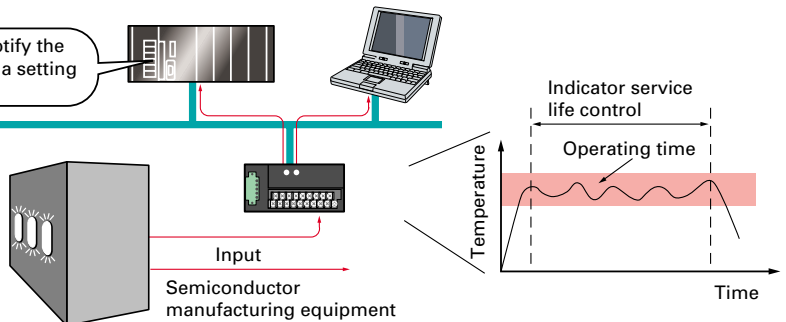 otify the
a setting
Indicator service
life control
Operating time
Temperature
Time
Input
Semiconductor
manufacturing equipment